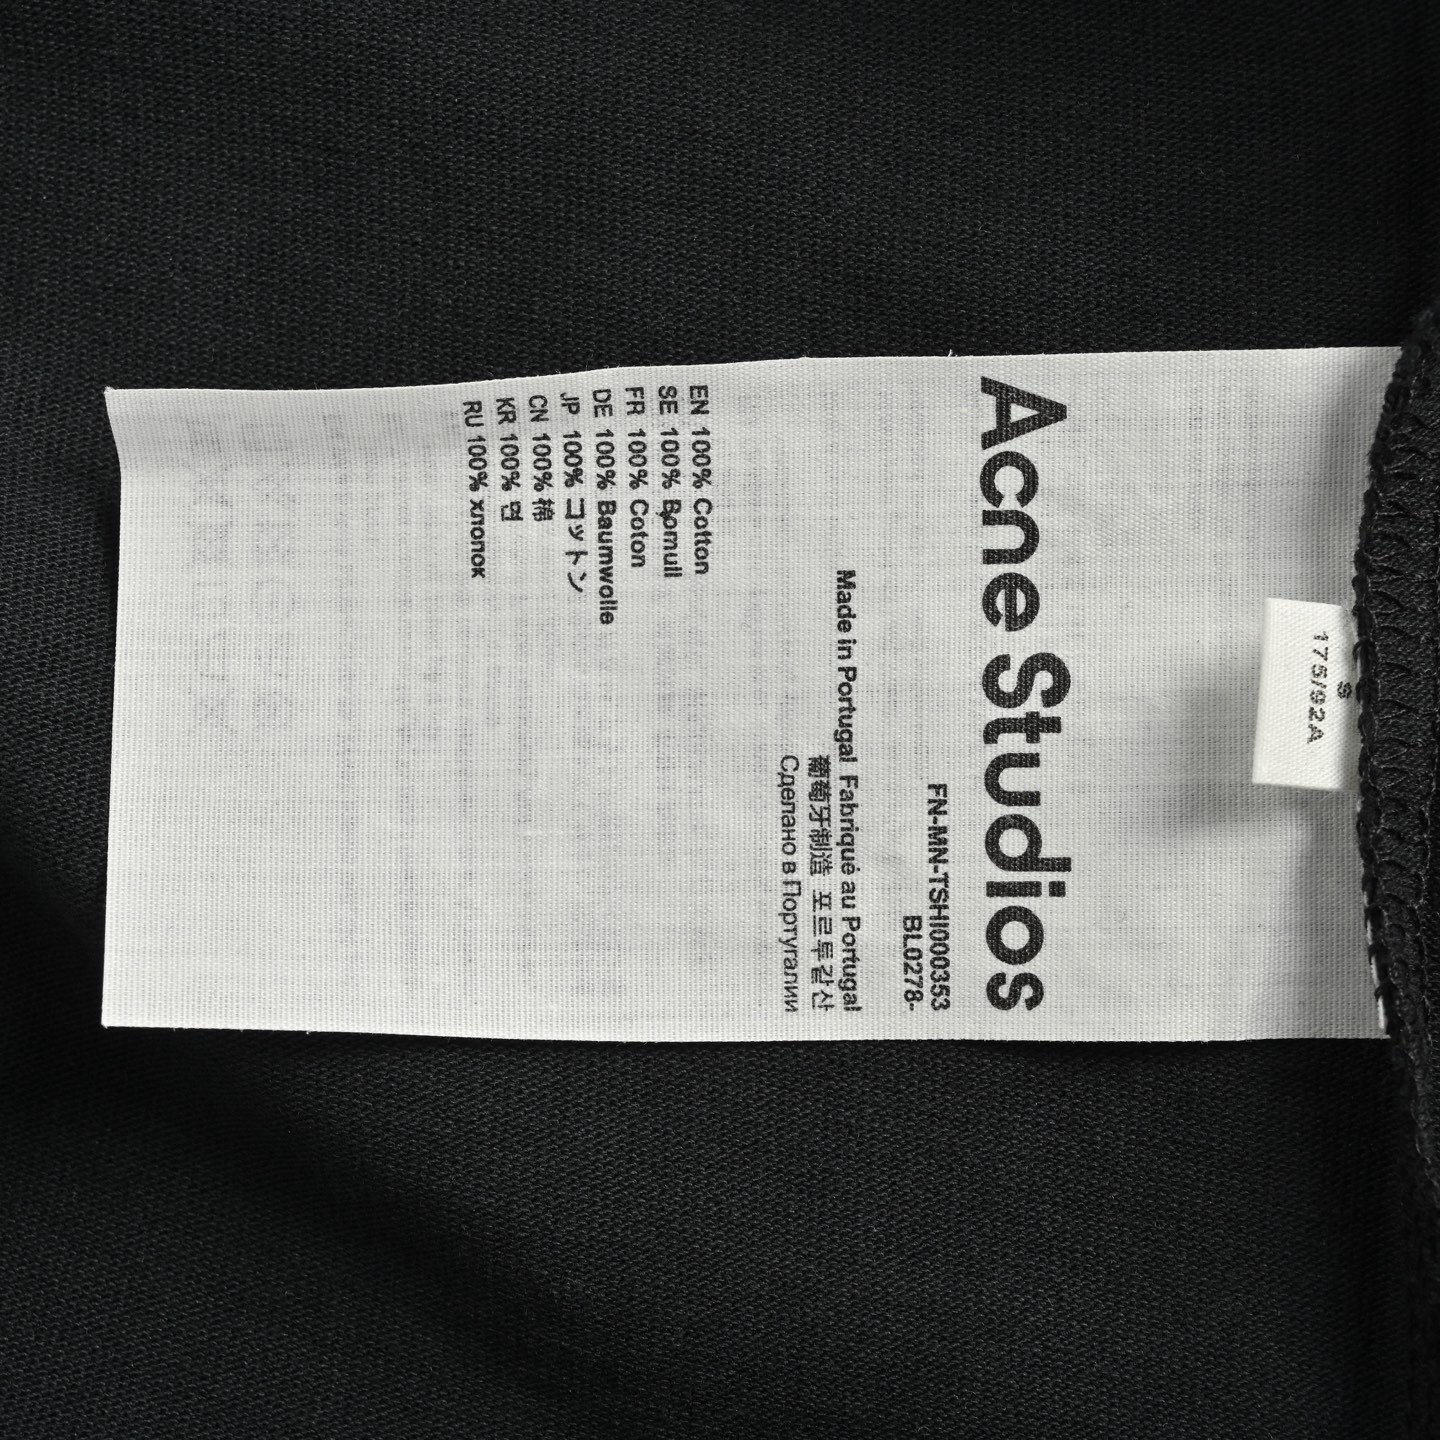 S
175/92A
Acne Studios
FN-MN-TSHI000353
BL0278-
Made in Portugal Fabriqué au Portugal
葡萄牙制造 포르투갈산
Сделано в Португалии
EN 100% Cotton
SE 100% Bomull
FR 100% Coton
DE 100% Baumwolle
JP 100% コットン
CN 100% 棉
KR 100% 면
RU 100% хлопок